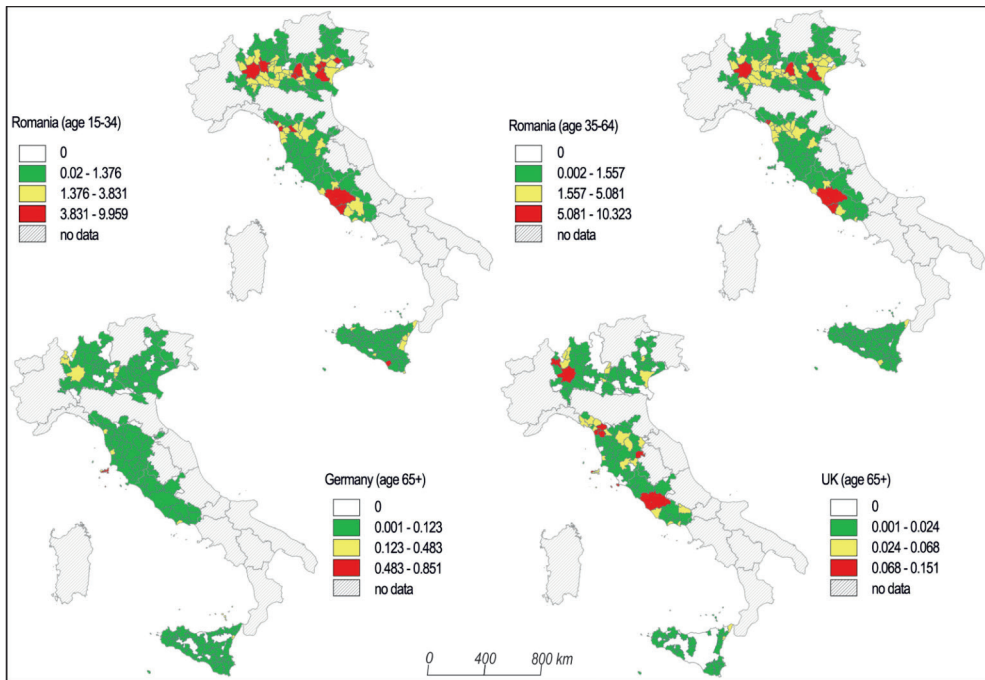 Romania (age 15-34)
0
0.02 - 1.376
1.376 - 3.831
3.831 - 9.959
no data
Romania (age 35-64)
0
0.002 - 1.557
1.557 - 5.081
5.081 - 10.323
no data
Germany (age 65+)
0
0.001 - 0.123
0.123 - 0.483
0.483 - 0.851
no data
UK (age 65+)
0
0.001 - 0.024
0.024 - 0.068
0.068 - 0.151
no data
0 400 800 km